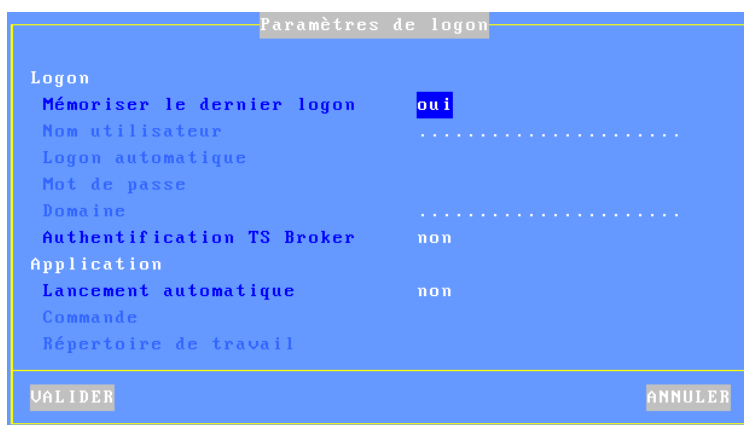 Paramètres de logon
Logon
Mémoriser le dernier logon oui
Nom utilisateur ......................
Logon automatique
Mot de passe
Domaine ......................
Authentification TS Broker non
Application
Lancement automatique non
Commande
Répertoire de travail
VALIDER ANNULER